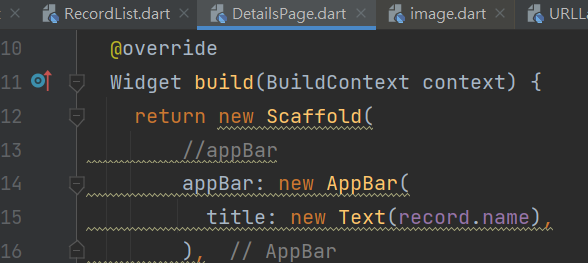 RecordList.dart DetailsPage.dart image.dart
10 @override
11 Widget build(BuildContext context) {
12 return new Scaffold(
13 //appBar
14 appBar: new AppBar(
15 title: new Text(record.name),
16 ), // AppBar